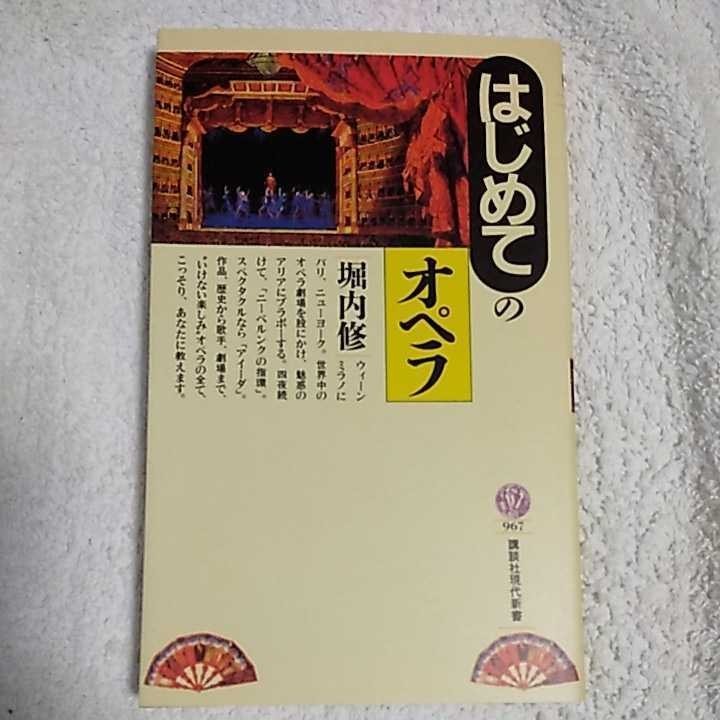 はじめての
オペラ
堀内修
ウィーン
ミラノに
パリ、ニューヨーク。世界中の
オペラ劇場を股にかけ、魅惑の
アリアにブラボーする。四夜続
けて、「ニーベルンクの指環」。
スペクタクルなら「アイーダ」。
作品、歴史から歌手、劇場まで、
“いけない楽しみ”オペラの全て、
こっそり、あなたに教えます。
967
講談社現代新書